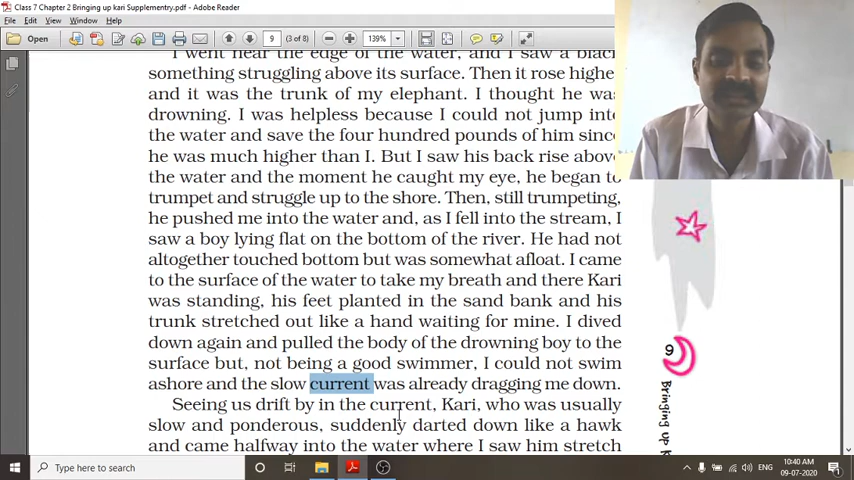 Class 7 Chapter 2 Bringing up kari Supplementry.pdf - Adobe Reader
File Edit View Window Help
Open 9 (3 of 8) 139% Comment
I went near the edge of the water, and I saw a black
something struggling above its surface. Then it rose highe
and it was the trunk of my elephant. I thought he was
drowning. I was helpless because I could not jump into
the water and save the four hundred pounds of him since
he was much higher than I. But I saw his back rise above
the water and the moment he caught my eye, he began to
trumpet and struggle up to the shore. Then, still trumpeting,
he pushed me into the water and, as I fell into the stream, I
saw a boy lying flat on the bottom of the river. He had not
altogether touched bottom but was somewhat afloat. I came
to the surface of the water to take my breath and there Kari
was standing, his feet planted in the sand bank and his
trunk stretched out like a hand waiting for mine. I dived
down again and pulled the body of the drowning boy to the
surface but, not being a good swimmer, I could not swim
ashore and the slow current was already dragging me down.
Seeing us drift by in the current, Kari, who was usually
slow and ponderous, suddenly darted down like a hawk
and came halfway into the water where I saw him stretch
9
Bringing up K
Type here to search
ENG
10:40 AM
09-07-2020
1